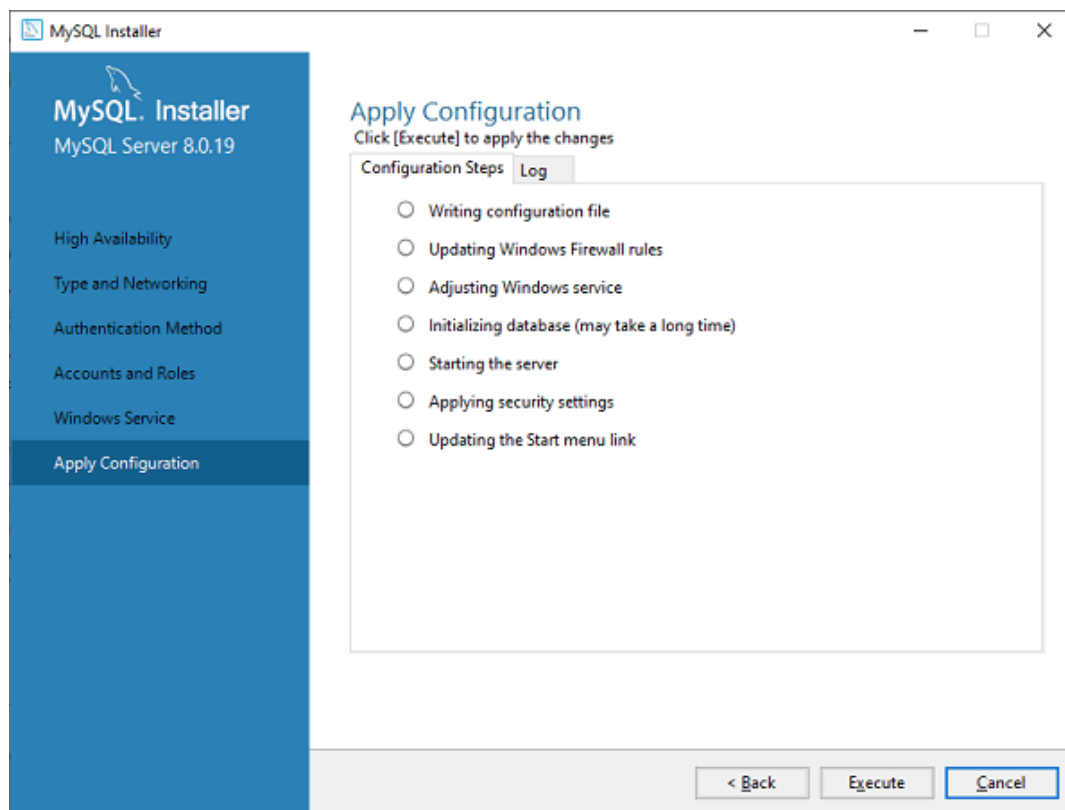 MySQL Installer
MySQL. Installer
MySQL Server 8.0.19
High Availability
Type and Networking
Authentication Method
Accounts and Roles
Windows Service
Apply Configuration
Apply Configuration
Click [Execute] to apply the changes
Configuration Steps Log
Writing configuration file
Updating Windows Firewall rules
Adjusting Windows service
Initializing database (may take a long time)
Starting the server
Applying security settings
Updating the Start menu link
< Back Execute Cancel